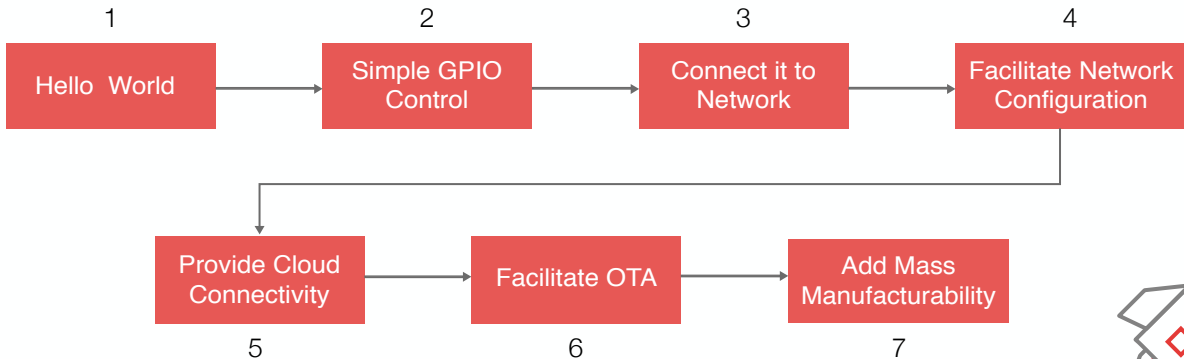 1
2
3
4
Hello World
Simple GPIO
Control
Connect it to
Network
Facilitate Network
Configuration
Provide Cloud
Connectivity
Facilitate OTA
Add Mass
Manufacturability
5
6
7